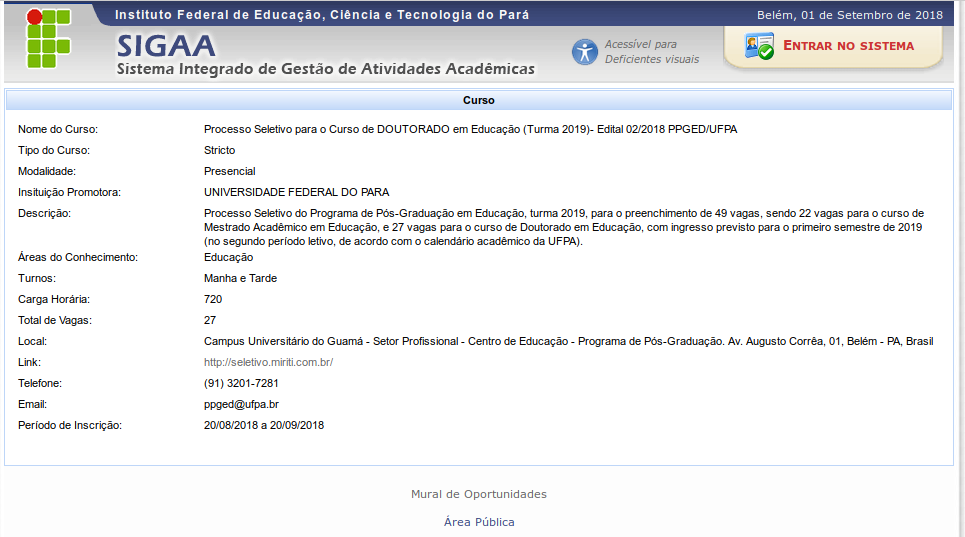 Instituto Federal de Educação, Ciência e Tecnologia do Pará
Belém, 01 de Setembro de 2018
SIGAA
Sistema Integrado de Gestão de Atividades Acadêmicas
Acessível para
Deficientes visuais
ENTRAR NO SISTEMA
Curso
Nome do Curso: Processo Seletivo para o Curso de DOUTORADO em Educação (Turma 2019)- Edital 02/2018 PPGED/UFPA
Tipo do Curso: Stricto
Modalidade: Presencial
Insituição Promotora: UNIVERSIDADE FEDERAL DO PARA
Descrição: Processo Seletivo do Programa de Pós-Graduação em Educação, turma 2019, para o preenchimento de 49 vagas, sendo 22 vagas para o curso de
Mestrado Acadêmico em Educação, e 27 vagas para o curso de Doutorado em Educação, com ingresso previsto para o primeiro semestre de 2019
(no segundo período letivo, de acordo com o calendário acadêmico da UFPA).
Áreas do Conhecimento: Educação
Turnos: Manha e Tarde
Carga Horária: 720
Total de Vagas: 27
Local: Campus Universitário do Guamá - Setor Profissional - Centro de Educação - Programa de Pós-Graduação. Av. Augusto Corrêa, 01, Belém - PA, Brasil
Link: http://seletivo.miriti.com.br/
Telefone: (91) 3201-7281
Email: ppged@ufpa.br
Período de Inscrição: 20/08/2018 a 20/09/2018
Mural de Oportunidades
Área Pública